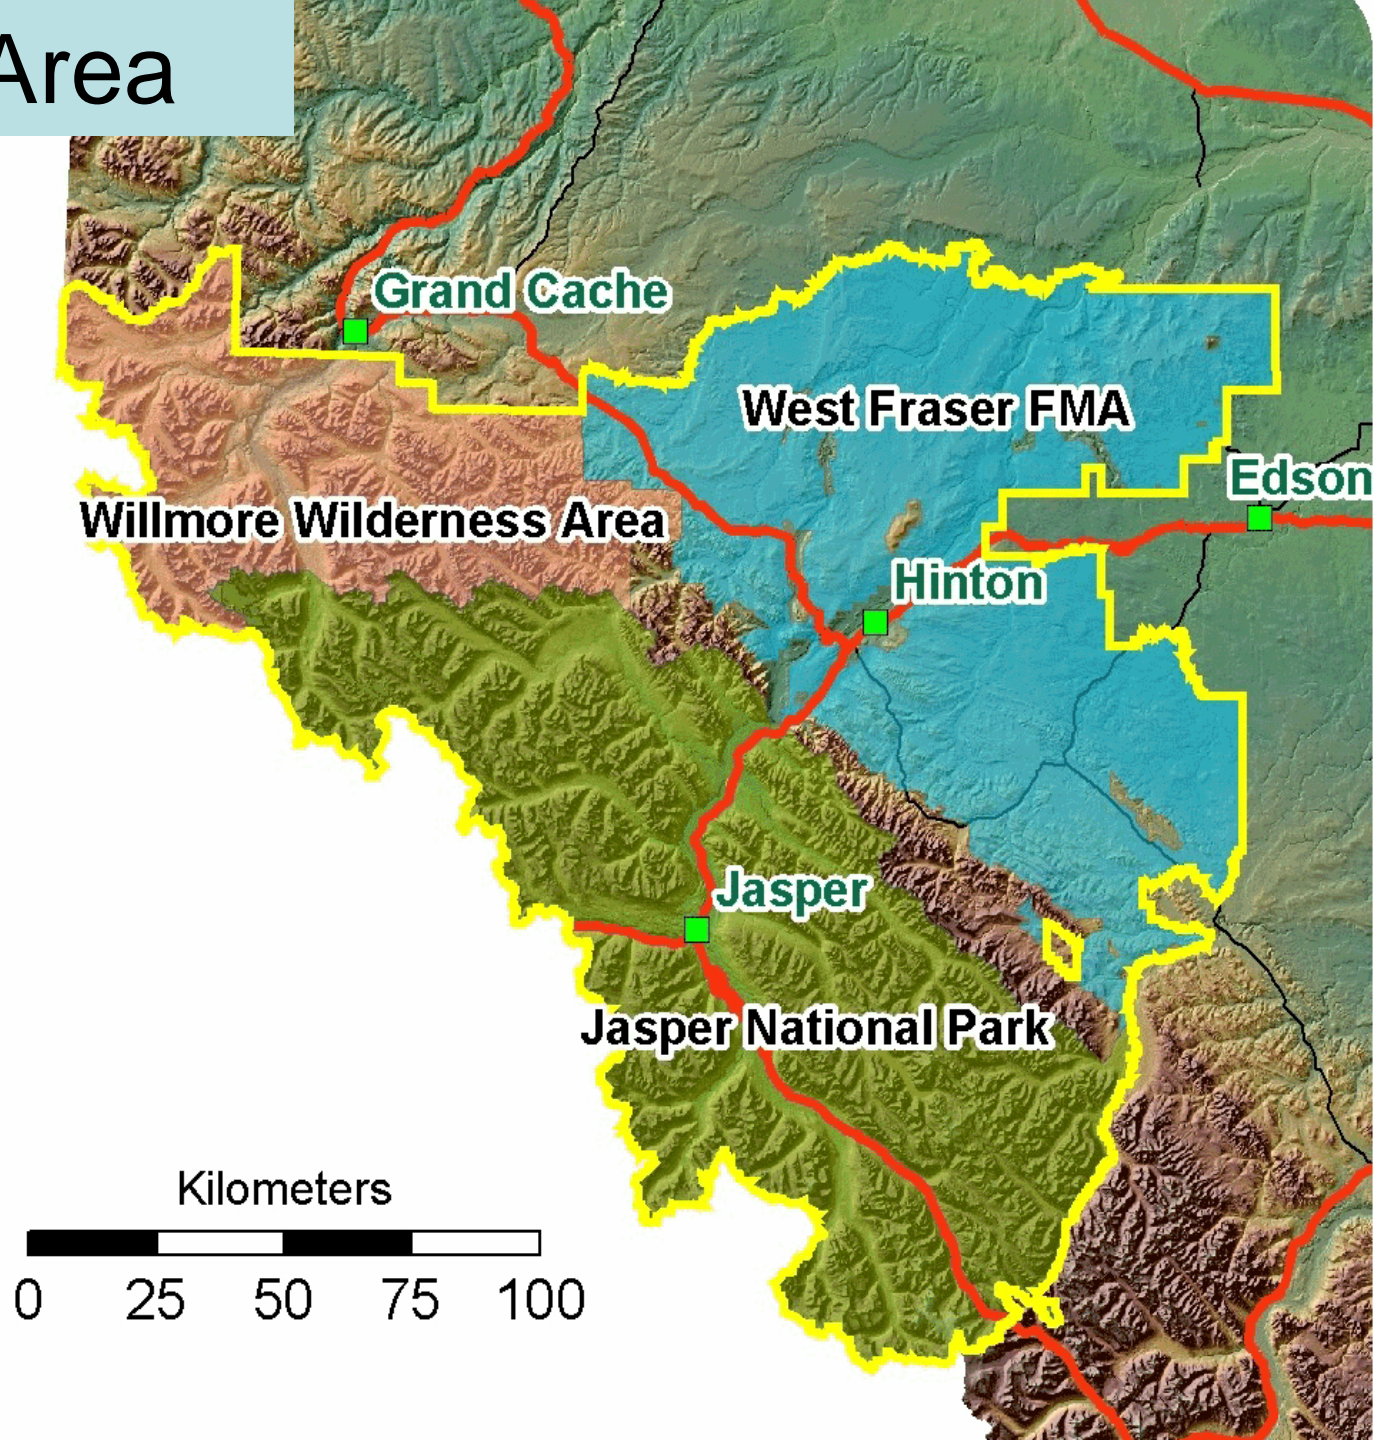 Area
Grand Cache
West Fraser FMA
Edson
Willmore Wilderness Area
Hinton
Jasper
Jasper National Park
Kilometers
0 25 50 75 100